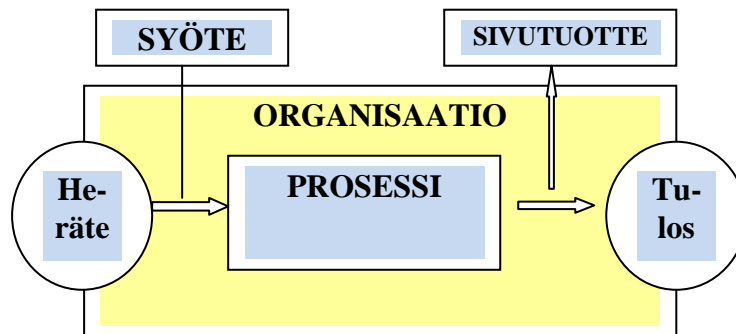 SYÖTE
SIVUTUOTTE
ORGANISAATIO
He-
räte
PROSESSI
Tu-
los